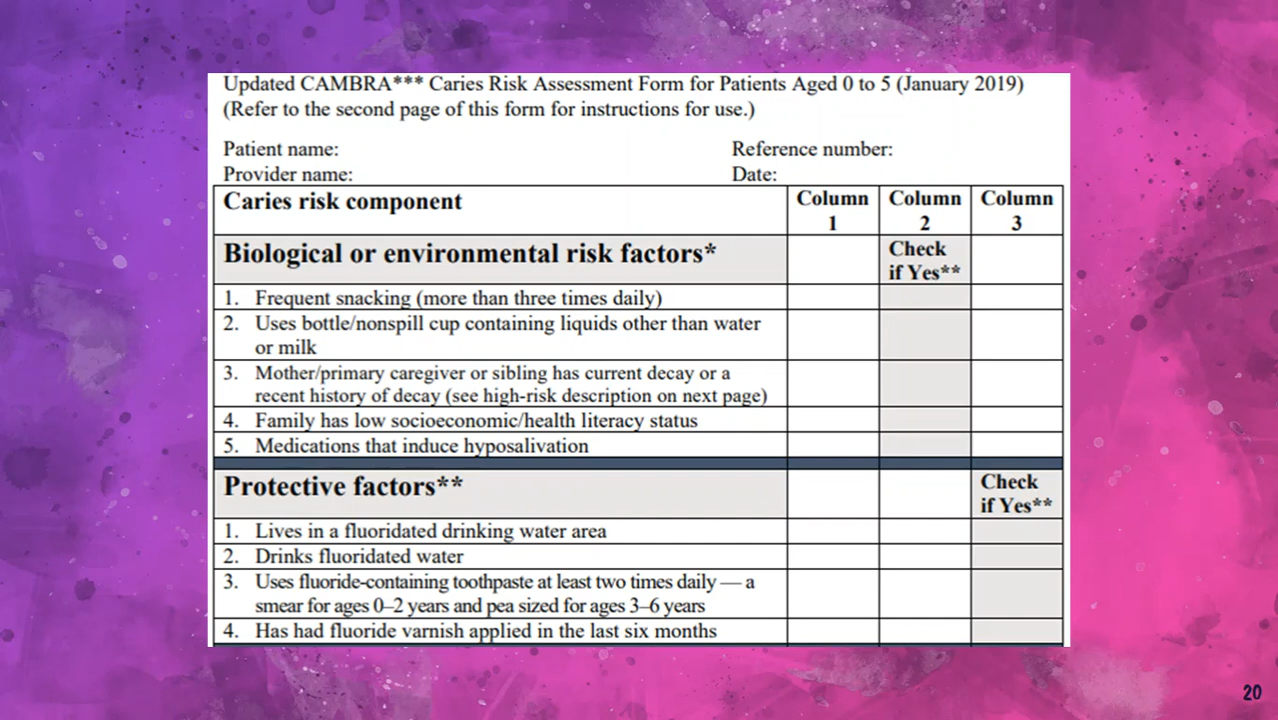 Updated CAMBRA*** Caries Risk Assessment Form for Patients Aged 0 to 5 (January 2019)
(Refer to the second page of this form for instructions for use.)
Patient name: Reference number:
Provider name: Date:
Caries risk component Column 1 Column 2 Column 3
Biological or environmental risk factors* Check if Yes**
1. Frequent snacking (more than three times daily)
2. Uses bottle/nonspill cup containing liquids other than water
or milk
3. Mother/primary caregiver or sibling has current decay or a
recent history of decay (see high-risk description on next page)
4. Family has low socioeconomic/health literacy status
5. Medications that induce hyposalivation
Protective factors** Check if Yes**
1. Lives in a fluoridated drinking water area
2. Drinks fluoridated water
3. Uses fluoride-containing toothpaste at least two times daily — a
smear for ages 0–2 years and pea sized for ages 3–6 years
4. Has had fluoride varnish applied in the last six months
20